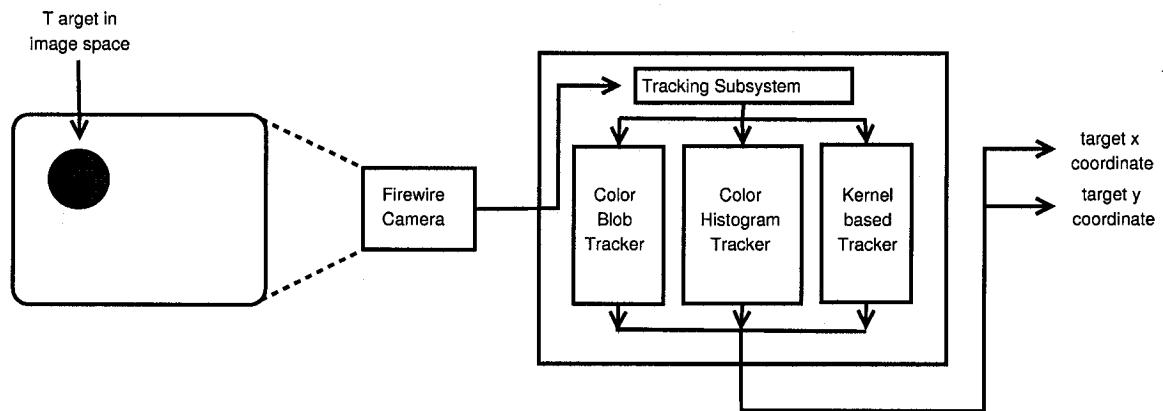 T arget in
image space
Tracking Subsystem
Firewire
Camera
Color
Blob
Tracker
Color
Histogram
Tracker
Kernel
based
Tracker
target x
coordinate
target y
coordinate